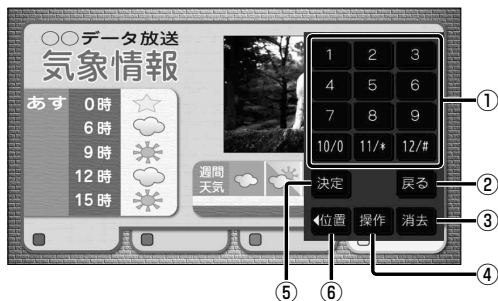 ○○データ放送
気象情報
あす 0時
6時
9時
12時
15時
週間
天気
1 2 3
4 5 6
7 8 9
10/0 11/* 12/#
決定 戻る
◀位置 操作 消去
①
②
③
④
⑤
⑥